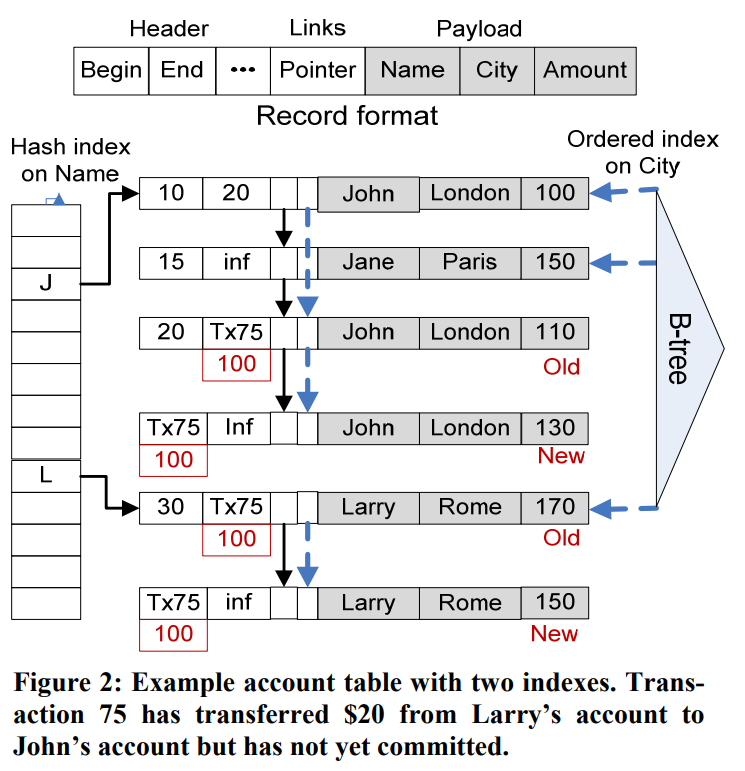 Header Links Payload
Begin End ••• Pointer Name City Amount
Record format
Hash index
on Name
Ordered index
on City
10 20 John London 100
15 inf Jane Paris 150
J
20 Tx75 John London 110
100 Old
B-tree
Tx75 Inf John London 130
100 New
L
30 Tx75 Larry Rome 170
100 Old
Tx75 inf Larry Rome 150
100 New
Figure 2: Example account table with two indexes. Trans-
action 75 has transferred $20 from Larry’s account to
John’s account but has not yet committed.